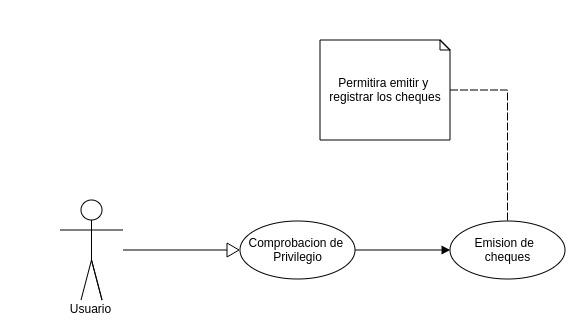 Permitira emitir y
registrar los cheques
Comprobacion de
Privilegio
Emision de
cheques
Usuario